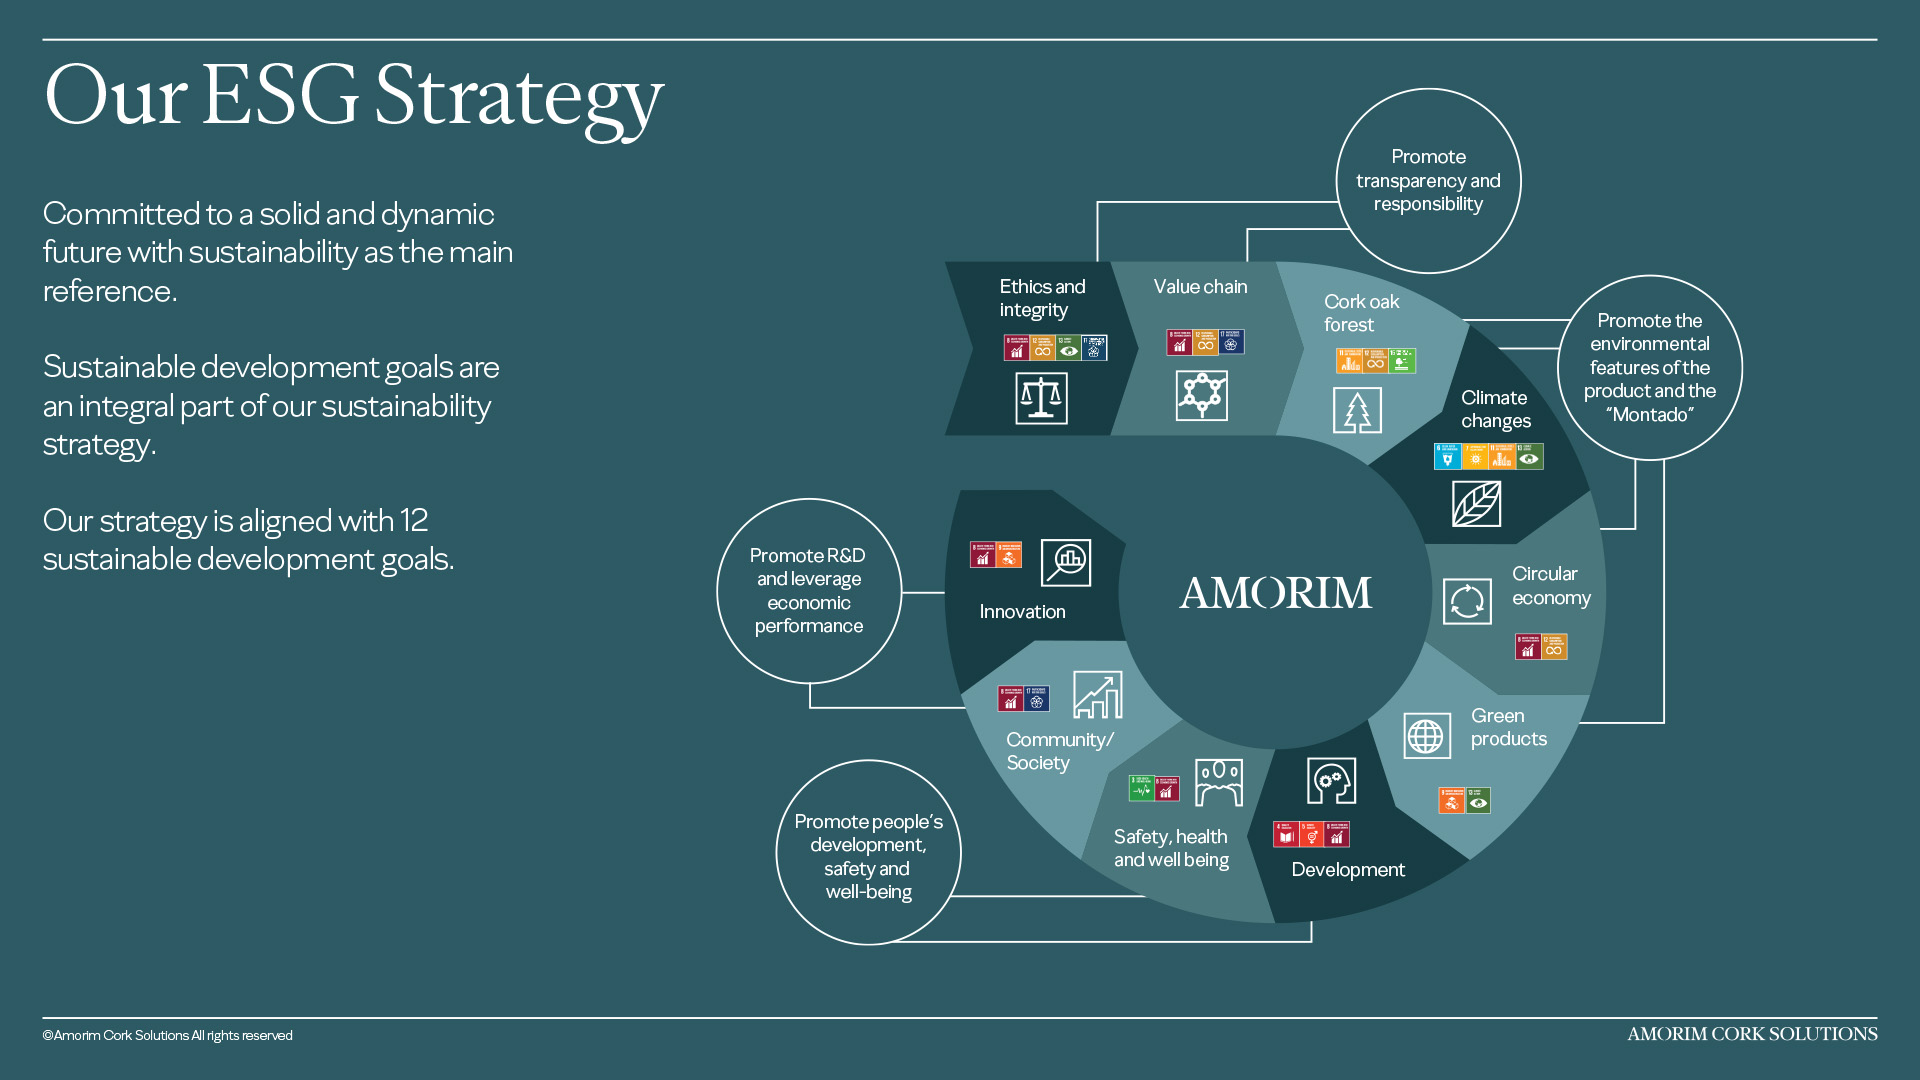 Our ESG Strategy
Committed to a solid and dynamic
future with sustainability as the main
reference.
Sustainable development goals are
an integral part of our sustainability
strategy.
Our strategy is aligned with 12
sustainable development goals.
Promote
transparency and
responsibility
Promote the
environmental
features of the
product and the
“Montado”
Ethics and
integrity
Value chain
Cork oak
forest
Climate
changes
Circular
economy
Green
products
Development
Safety, health
and well being
Community/
Society
Innovation
AMORIM
Promote R&D
and leverage
economic
performance
Promote people’s
development,
safety and
well-being
©Amorim Cork Solutions All rights reserved
AMORIM CORK SOLUTIONS